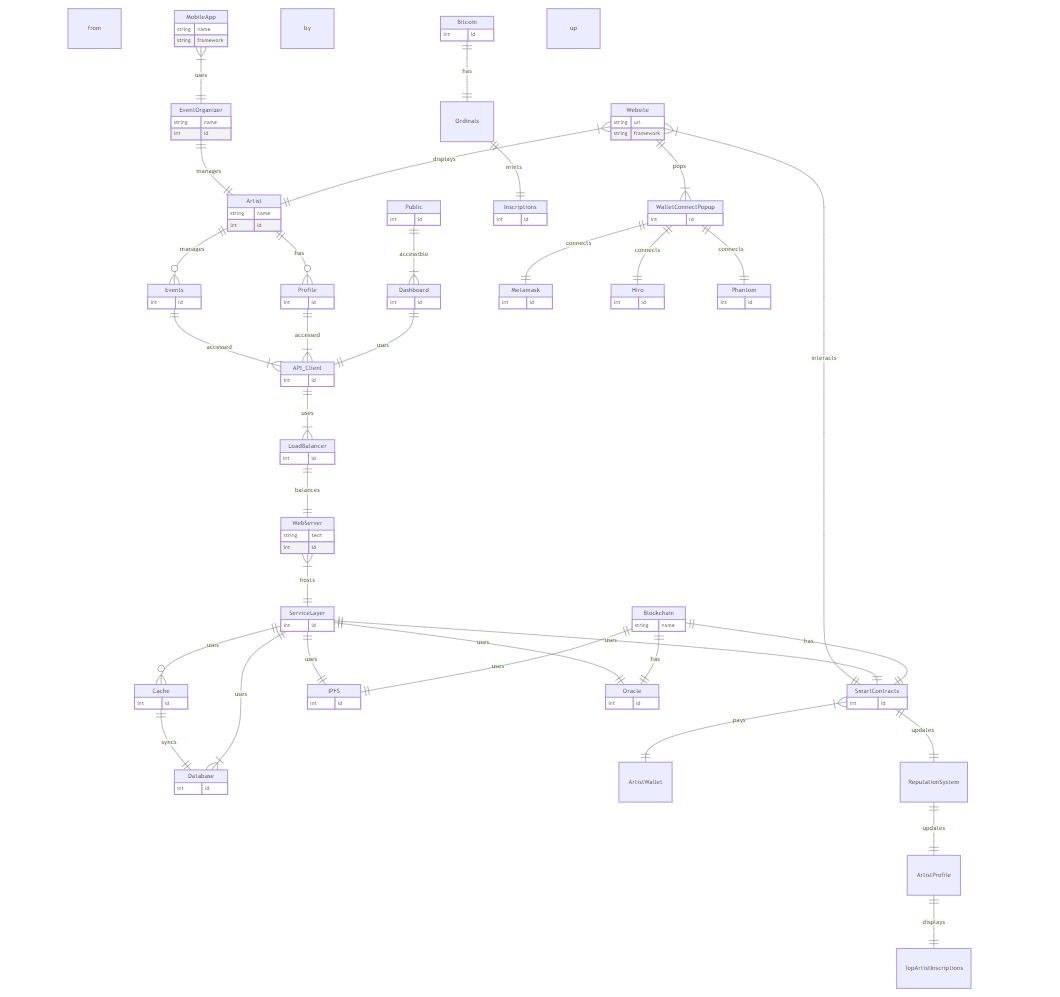 from
MobileApp
string name
string framework
by
Bitcoin
int id
up
uses
has
EventOrganizer
string name
int id
Ordinals
Website
string url
string framework
displays
manages
mints
pops
Artist
string name
int id
Public
int id
Inscriptions
int id
WalletConnectPopup
int id
manages
has
accessible
connects
connects
connects
Events
int id
Profile
int id
Dashboard
int id
Metamask
int id
Hiro
int id
Phantom
int id
accessed
accessed
uses
interacts
API_Client
int id
uses
LoadBalancer
int id
balances
WebServer
string tech
int id
hosts
ServiceLayer
int id
Blockchain
string name
uses
uses
uses
uses
uses
has
has
uses
Cache
int id
IPFS
int id
Oracle
int id
SmartContracts
int id
syncs
pays
updates
Database
int id
ArtistWallet
ReputationSystem
updates
ArtistProfile
displays
TopArtistInscriptions